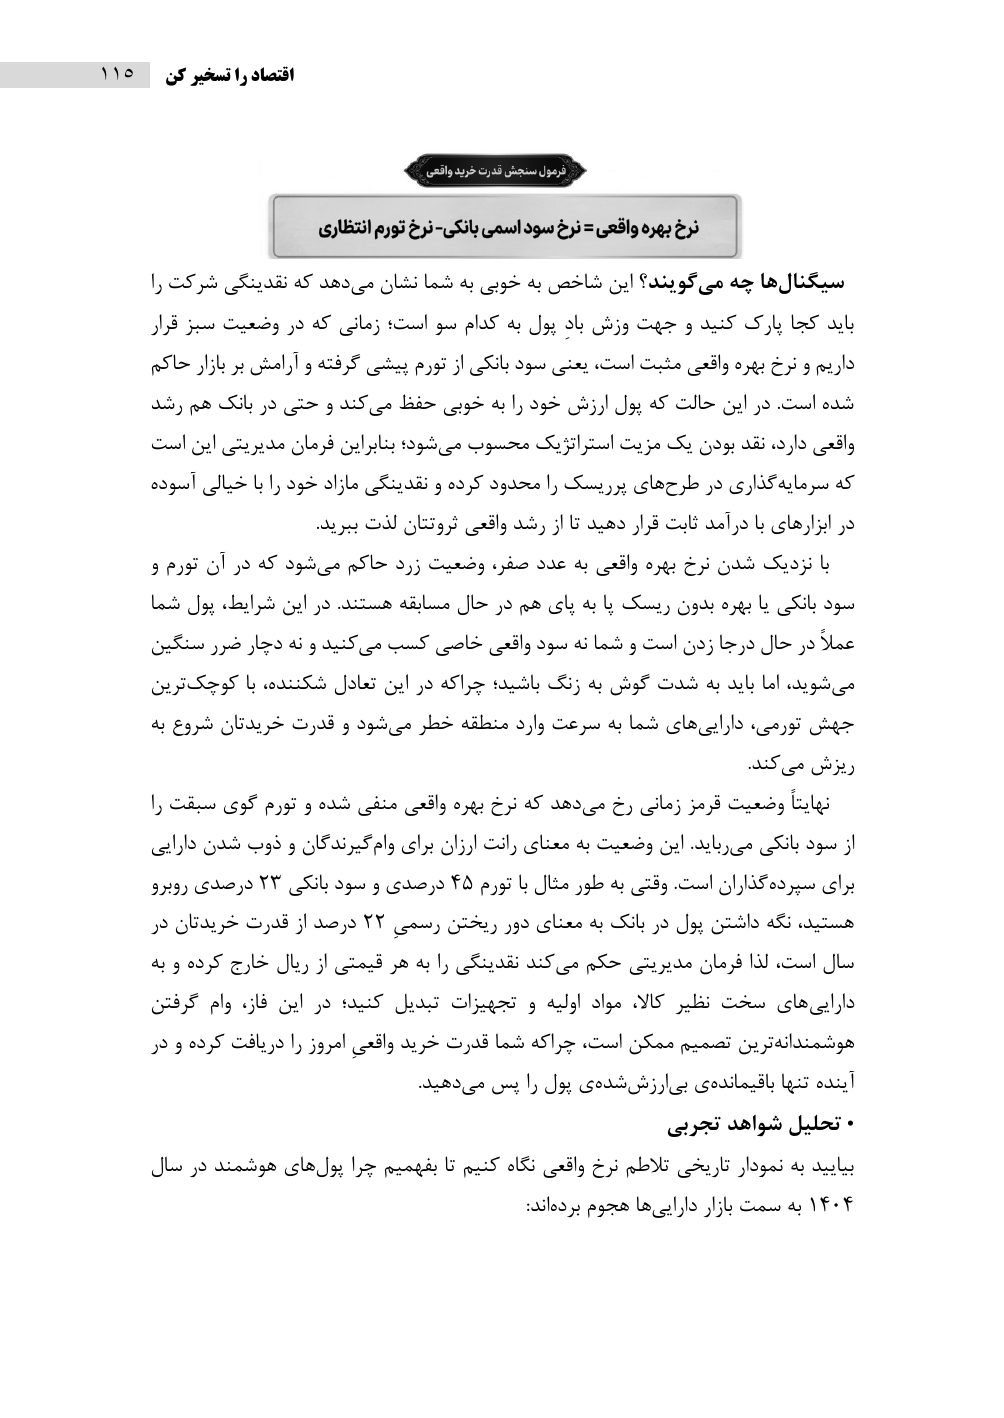 اقتصاد را تسخیر کن ۱۱۵
فرمول سنجش قدرت خرید واقعی
نرخ بهره واقعی = نرخ سود اسمی بانکی- نرخ تورم انتظاری
سیگنال‌ها چه می‌گویند؟ این شاخص به خوبی به شما نشان می‌دهد که نقدینگی شرکت را
باید کجا پارک کنید و جهت وزش بادِ پول به کدام سو است؛ زمانی که در وضعیت سبز قرار
داریم و نرخ بهره واقعی مثبت است، یعنی سود بانکی از تورم پیشی گرفته و آرامش بر بازار حاکم
شده است. در این حالت که پول ارزش خود را به خوبی حفظ می‌کند و حتی در بانک هم رشد
واقعی دارد، نقد بودن یک مزیت استراتژیک محسوب می‌شود؛ بنابراین فرمان مدیریتی این است
که سرمایه‌گذاری در طرح‌های پرریسک را محدود کرده و نقدینگی مازاد خود را با خیالی آسوده
در ابزارهای با درآمد ثابت قرار دهید تا از رشد واقعی ثروتتان لذت ببرید.
با نزدیک شدن نرخ بهره واقعی به عدد صفر، وضعیت زرد حاکم می‌شود که در آن تورم و
سود بانکی یا بهره بدون ریسک پا به پای هم در حال مسابقه هستند. در این شرایط، پول شما
عملاً در حال درجا زدن است و شما نه سود واقعی خاصی کسب می‌کنید و نه دچار ضرر سنگین
می‌شوید، اما باید به شدت گوش به زنگ باشید؛ چراکه در این تعادل شکننده، با کوچک‌ترین
جهش تورمی، دارایی‌های شما به سرعت وارد منطقه خطر می‌شود و قدرت خریدتان شروع به
ریزش می‌کند.
نهایتاً وضعیت قرمز زمانی رخ می‌دهد که نرخ بهره واقعی منفی شده و تورم گوی سبقت را
از سود بانکی می‌رباید. این وضعیت به معنای رانت ارزان برای وام‌گیرندگان و ذوب شدن دارایی
برای سپرده‌گذاران است. وقتی به طور مثال با تورم ۴۵ درصدی و سود بانکی ۲۳ درصدی روبرو
هستید، نگه داشتن پول در بانک به معنای دور ریختن رسمیِ ۲۲ درصد از قدرت خریدتان در
سال است، لذا فرمان مدیریتی حکم می‌کند نقدینگی را به هر قیمتی از ریال خارج کرده و به
دارایی‌های سخت نظیر کالا، مواد اولیه و تجهیزات تبدیل کنید؛ در این فاز، وام گرفتن
هوشمندانه‌ترین تصمیم ممکن است، چراکه شما قدرت خرید واقعیِ امروز را دریافت کرده و در
آینده تنها باقیمانده‌ی بی‌ارزش‌شده‌ی پول را پس می‌دهید.
• تحلیل شواهد تجربی
بیایید به نمودار تاریخی تلاطم نرخ واقعی نگاه کنیم تا بفهمیم چرا پول‌های هوشمند در سال
۱۴۰۴ به سمت بازار دارایی‌ها هجوم برده‌اند: